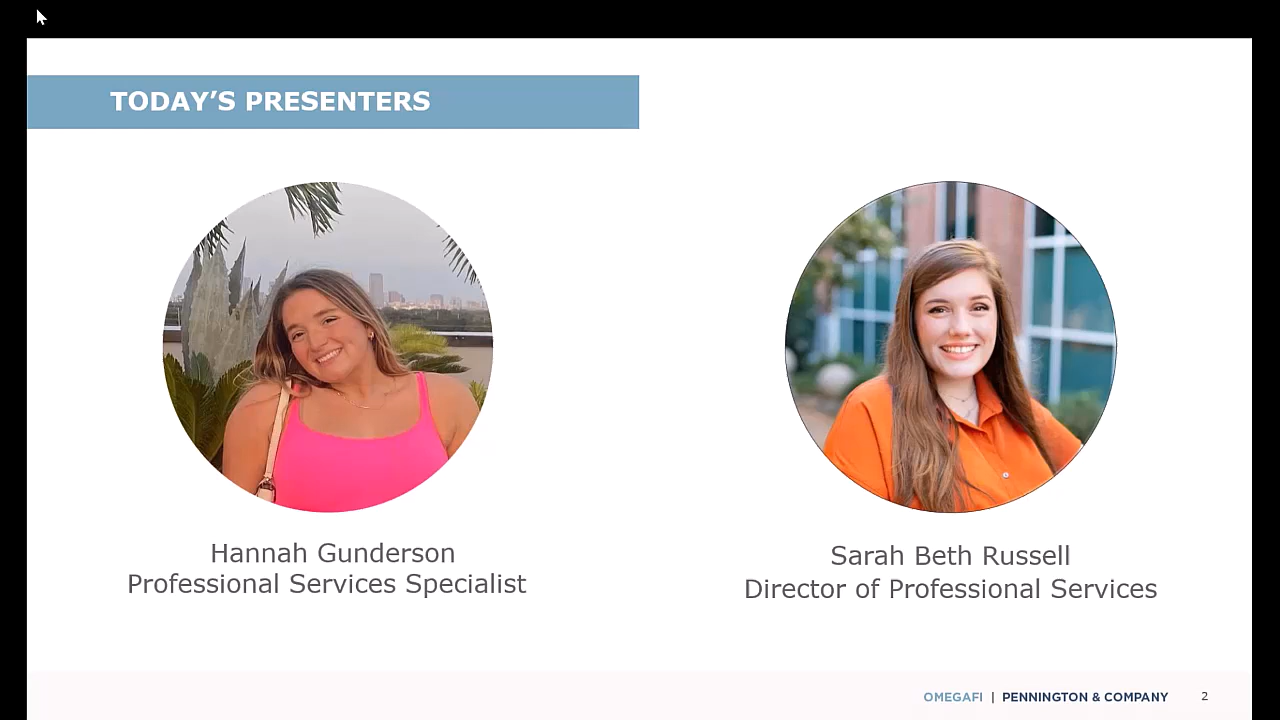 TODAY’S PRESENTERS
Hannah Gunderson
Professional Services Specialist
Sarah Beth Russell
Director of Professional Services
OMEGAFI | PENNINGTON & COMPANY 2